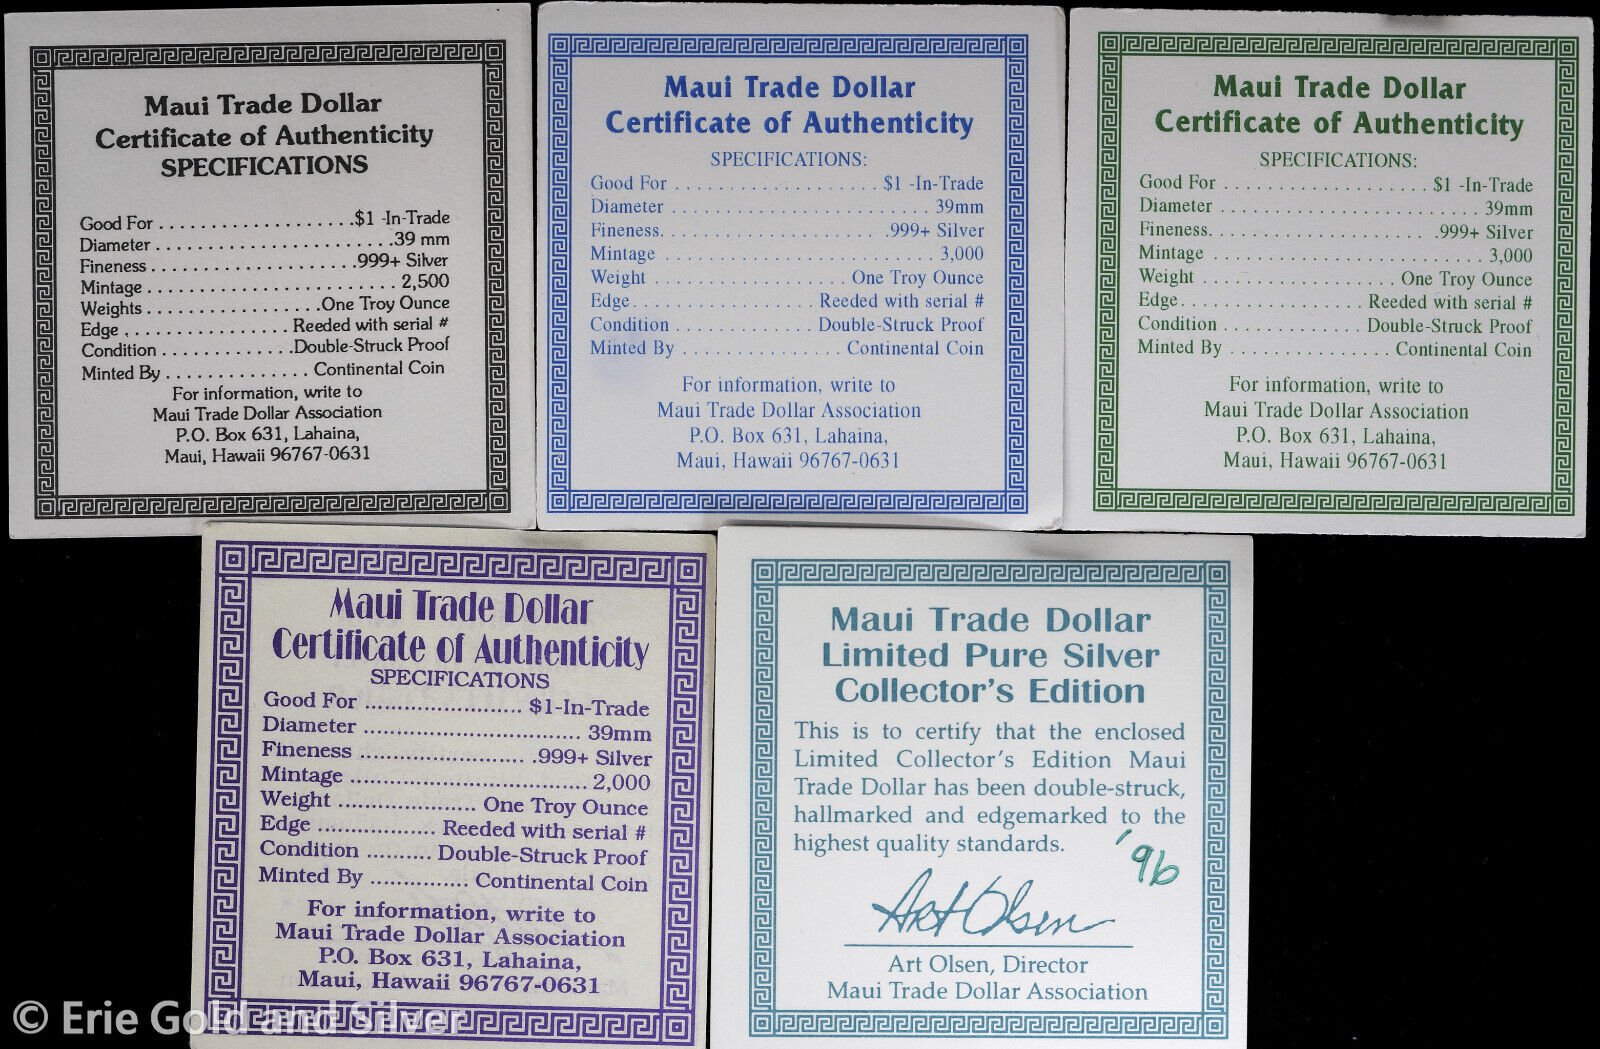 Maui Trade Dollar
Certificate of Authenticity
SPECIFICATIONS
Good For . . . . . . . . . . . . . . . . . . .$1 -In-Trade
Diameter . . . . . . . . . . . . . . . . . . . . . . .39 mm
Fineness . . . . . . . . . . . . . . . . . . . .999+ Silver
Mintage . . . . . . . . . . . . . . . . . . . . . . . . 2,500
Weights . . . . . . . . . . . . . . . . .One Troy Ounce
Edge . . . . . . . . . . . . . . . . Reeded with serial #
Condition . . . . . . . . . . . . .Double-Struck Proof
Minted By . . . . . . . . . . . . . . Continental Coin
For information, write to
Maui Trade Dollar Association
P.O. Box 631, Lahaina,
Maui, Hawaii 96767-0631
Maui Trade Dollar
Certificate of Authenticity
SPECIFICATIONS:
Good For . . . . . . . . . . . . . . . . . . . $1 -In-Trade
Diameter . . . . . . . . . . . . . . . . . . . . . . . . 39mm
Fineness. . . . . . . . . . . . . . . . . . . . . .999+ Silver
Mintage . . . . . . . . . . . . . . . . . . . . . . . . . 3,000
Weight . . . . . . . . . . . . . . . . . . One Troy Ounce
Edge. . . . . . . . . . . . . . . . . Reeded with serial #
Condition . . . . . . . . . . . . . Double-Struck Proof
Minted By . . . . . . . . . . . . . . . Continental Coin
For information, write to
Maui Trade Dollar Association
P.O. Box 631, Lahaina,
Maui, Hawaii 96767-0631
Maui Trade Dollar
Certificate of Authenticity
SPECIFICATIONS:
Good For . . . . . . . . . . . . . . . . . . . $1 -In-Trade
Diameter . . . . . . . . . . . . . . . . . . . . . . . . 39mm
Fineness. . . . . . . . . . . . . . . . . . . . . .999+ Silver
Mintage . . . . . . . . . . . . . . . . . . . . . . . . . 3,000
Weight . . . . . . . . . . . . . . . . . . One Troy Ounce
Edge. . . . . . . . . . . . . . . . . Reeded with serial #
Condition . . . . . . . . . . . . . Double-Struck Proof
Minted By . . . . . . . . . . . . . . . Continental Coin
For information, write to
Maui Trade Dollar Association
P.O. Box 631, Lahaina,
Maui, Hawaii 96767-0631
Maui Trade Dollar
Certificate of Authenticity
SPECIFICATIONS
Good For ........................ $1-In-Trade
Diameter ................................. 39mm
Fineness ......................... .999+ Silver
Mintage .................................... 2,000
Weight ..................... One Troy Ounce
Edge .................. Reeded with serial #
Condition .......... Double-Struck Proof
Minted By ............... Continental Coin
For information, write to
Maui Trade Dollar Association
P.O. Box 631, Lahaina,
Maui, Hawaii 96767-0631
Maui Trade Dollar
Limited Pure Silver
Collector's Edition
This is to certify that the enclosed
Limited Collector's Edition Maui
Trade Dollar has been double-struck,
hallmarked and edgemarked to the
highest quality standards.
'96
Art Olsen
Art Olsen, Director
Maui Trade Dollar Association
© Erie Gold and Silver